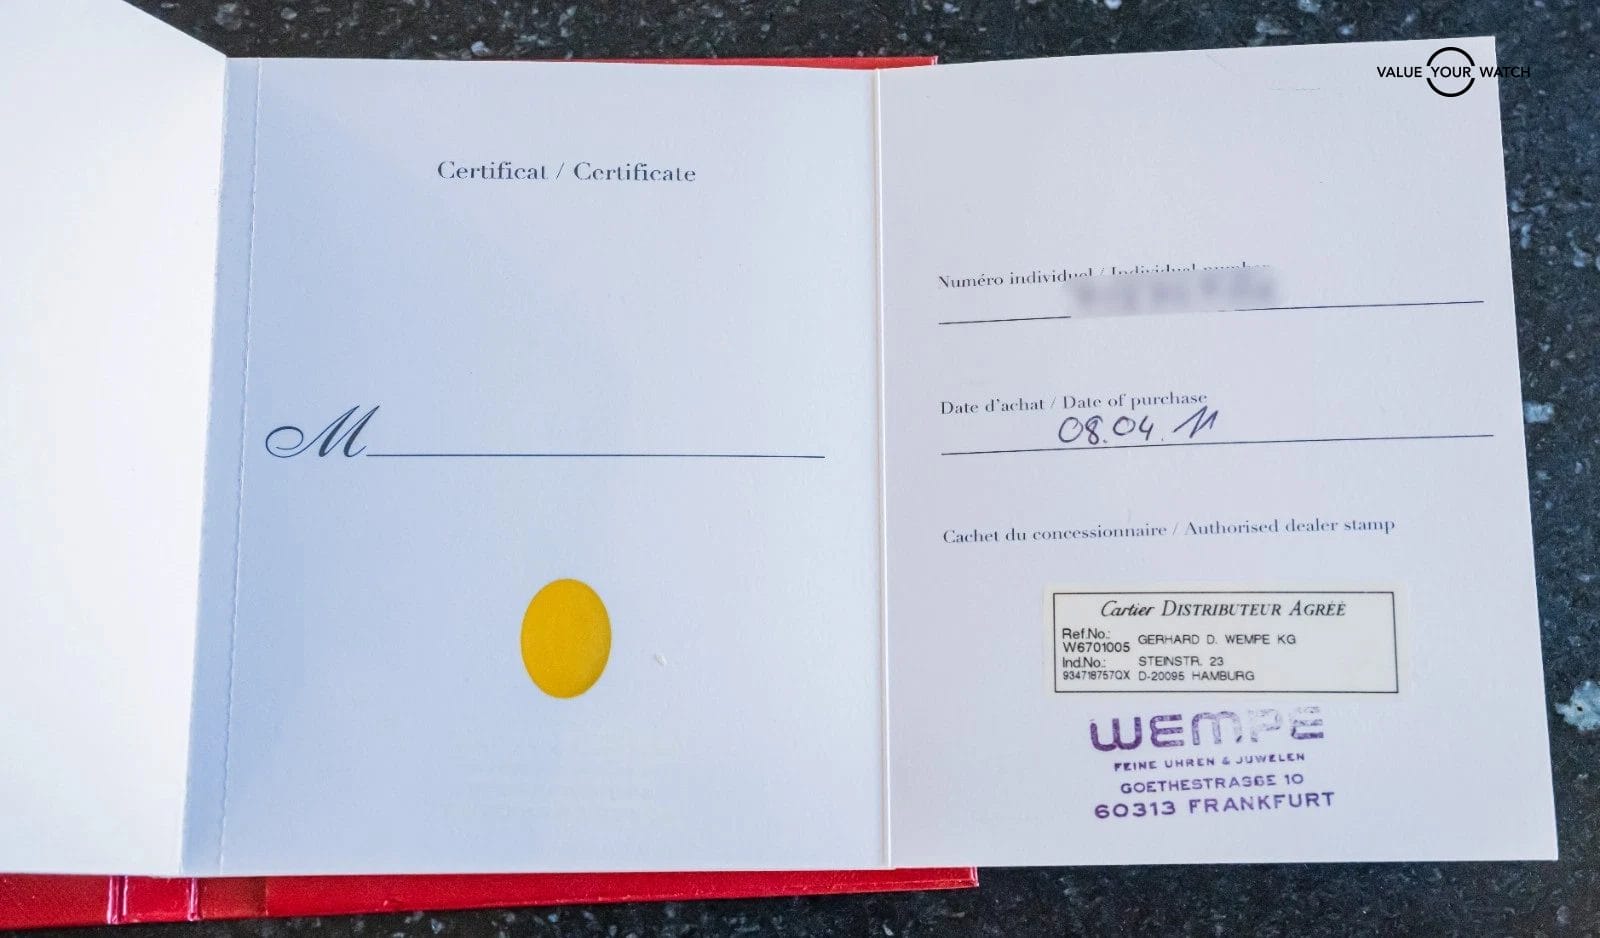 VALUE YOUR WATCH
Certificat / Certificate
M
Numéro individuel / Individual number
Date d'achat / Date of purchase
08.04.11
Cachet du concessionnaire / Authorised dealer stamp
Cartier DISTRIBUTEUR AGRÉÉ
Ref.No.:
W6701005
GERHARD D. WEMPE KG
Ind.No.:
STEINSTR. 23
934718757QX D-20095 HAMBURG
WEMPE
FEINE UHREN & JUWELEN
GOETHESTRASSE 10
60313 FRANKFURT